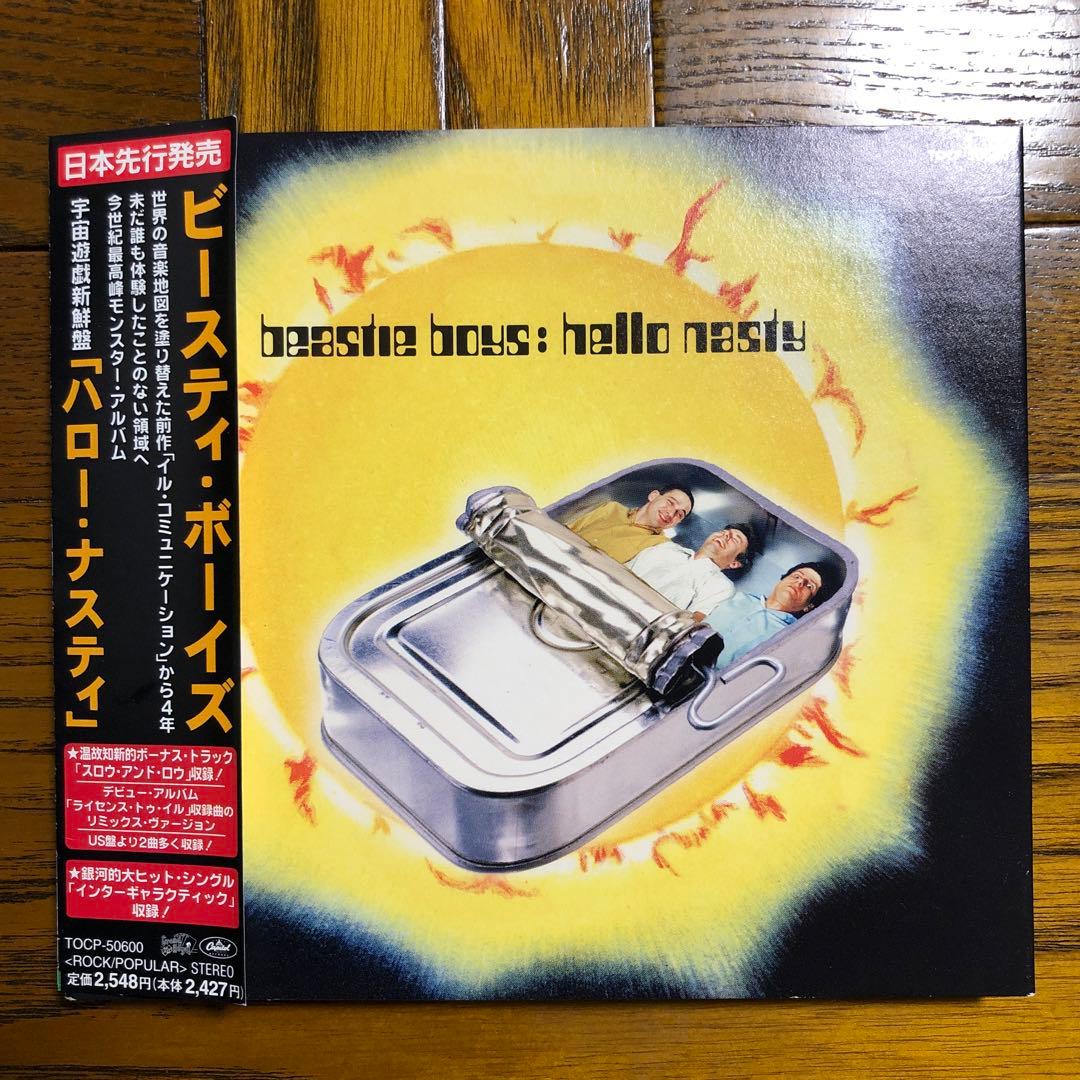 日本先行発売
ビースティ・ボーイズ
世界の音楽地図を塗り替えた前作「イル・コミュニケーション」から4年
未だ誰も体験したことのない領域へ
今世紀最高峰モンスター・アルバム
宇宙遊戯新鮮盤「ハロー・ナスティ」
★温故知新的ボーナス・トラック
「スロウ・アンド・ロウ」収録!
デビュー・アルバム
「ライセンス・トゥ・イル」収録曲の
リミックス・ヴァージョン
US盤より2曲多く収録!
★銀河的大ヒット・シングル
「インターギャラクティック」
収録!
TOCP-50600
Capitol
<ROCK/POPULAR> STEREO
定価2,548円(本体2,427円)
beastie boys: hello nasty